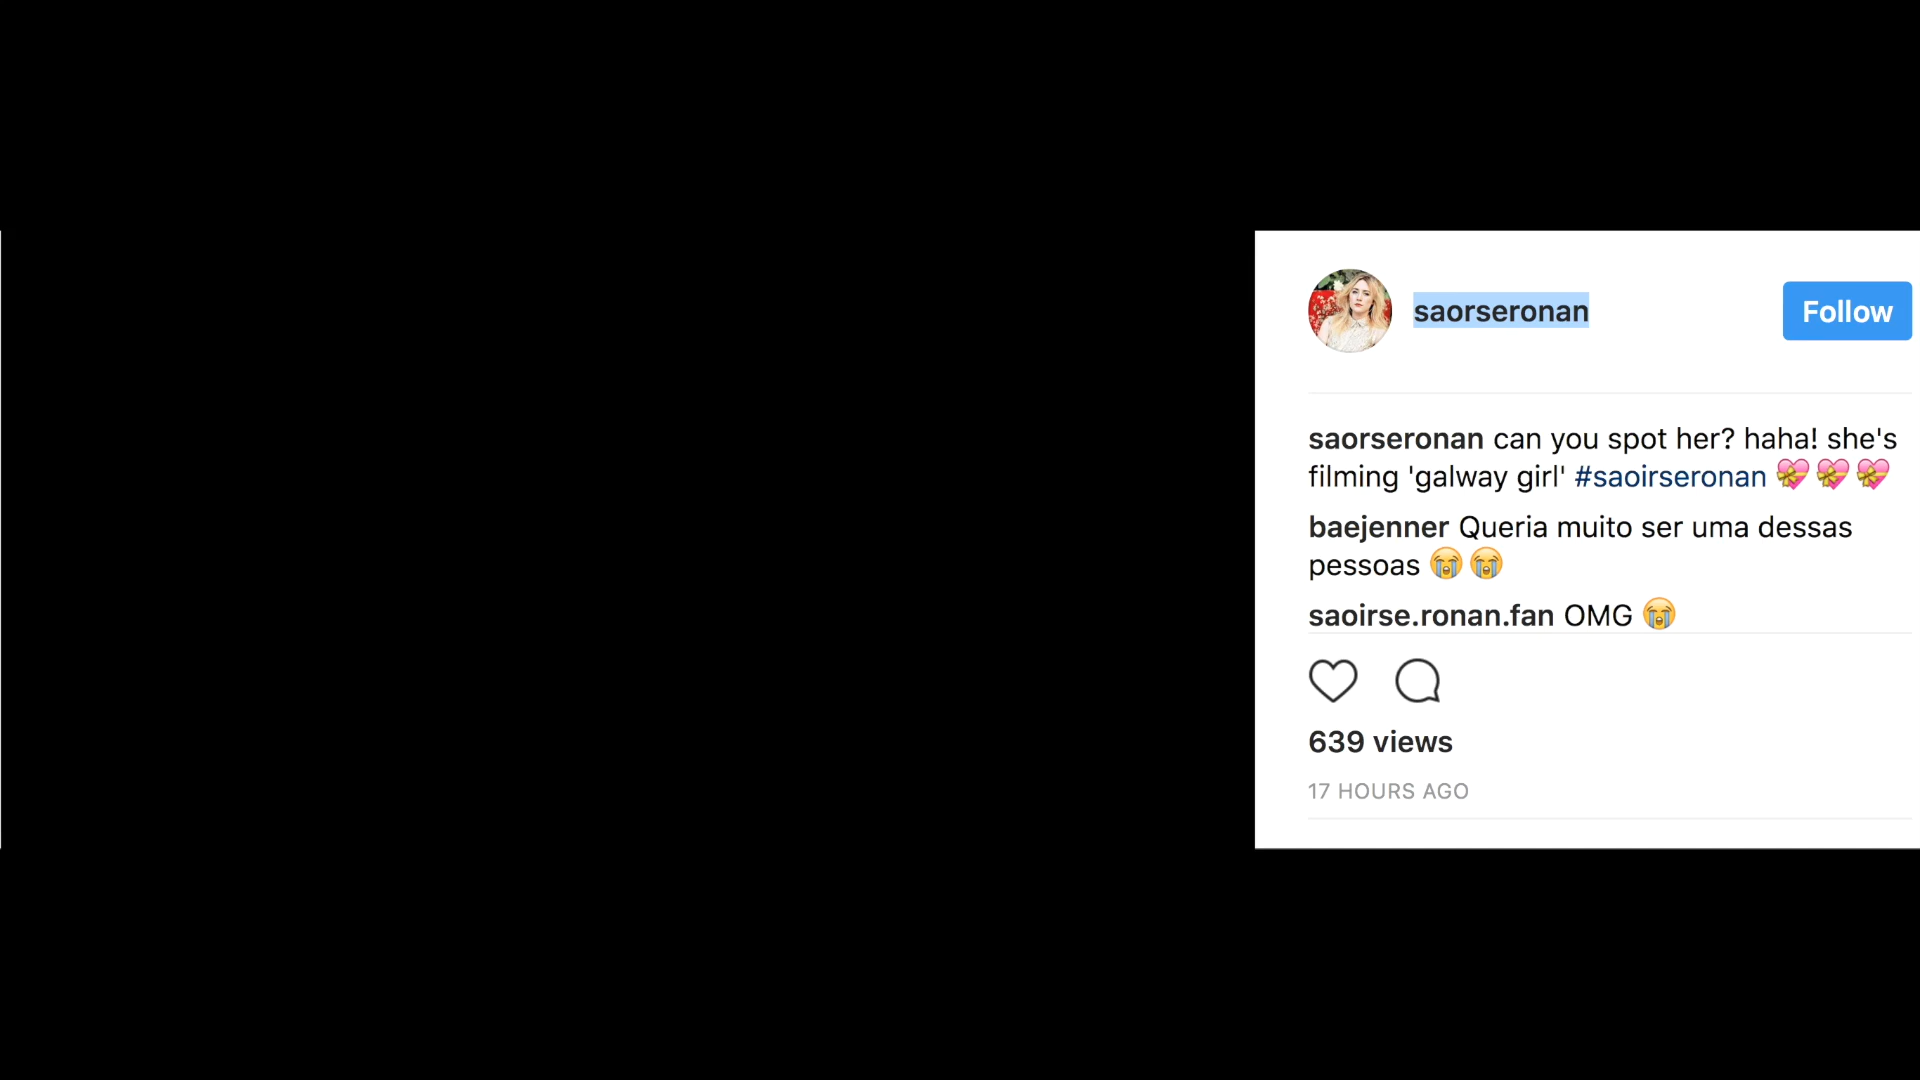 saorseronan
Follow
saorseronan can you spot her? haha! she's
filming 'galway girl' #saoirseronan 💝💝💝
baejenner Queria muito ser uma dessas
pessoas 😭😭
saoirse.ronan.fan OMG 😭
639 views
17 HOURS AGO